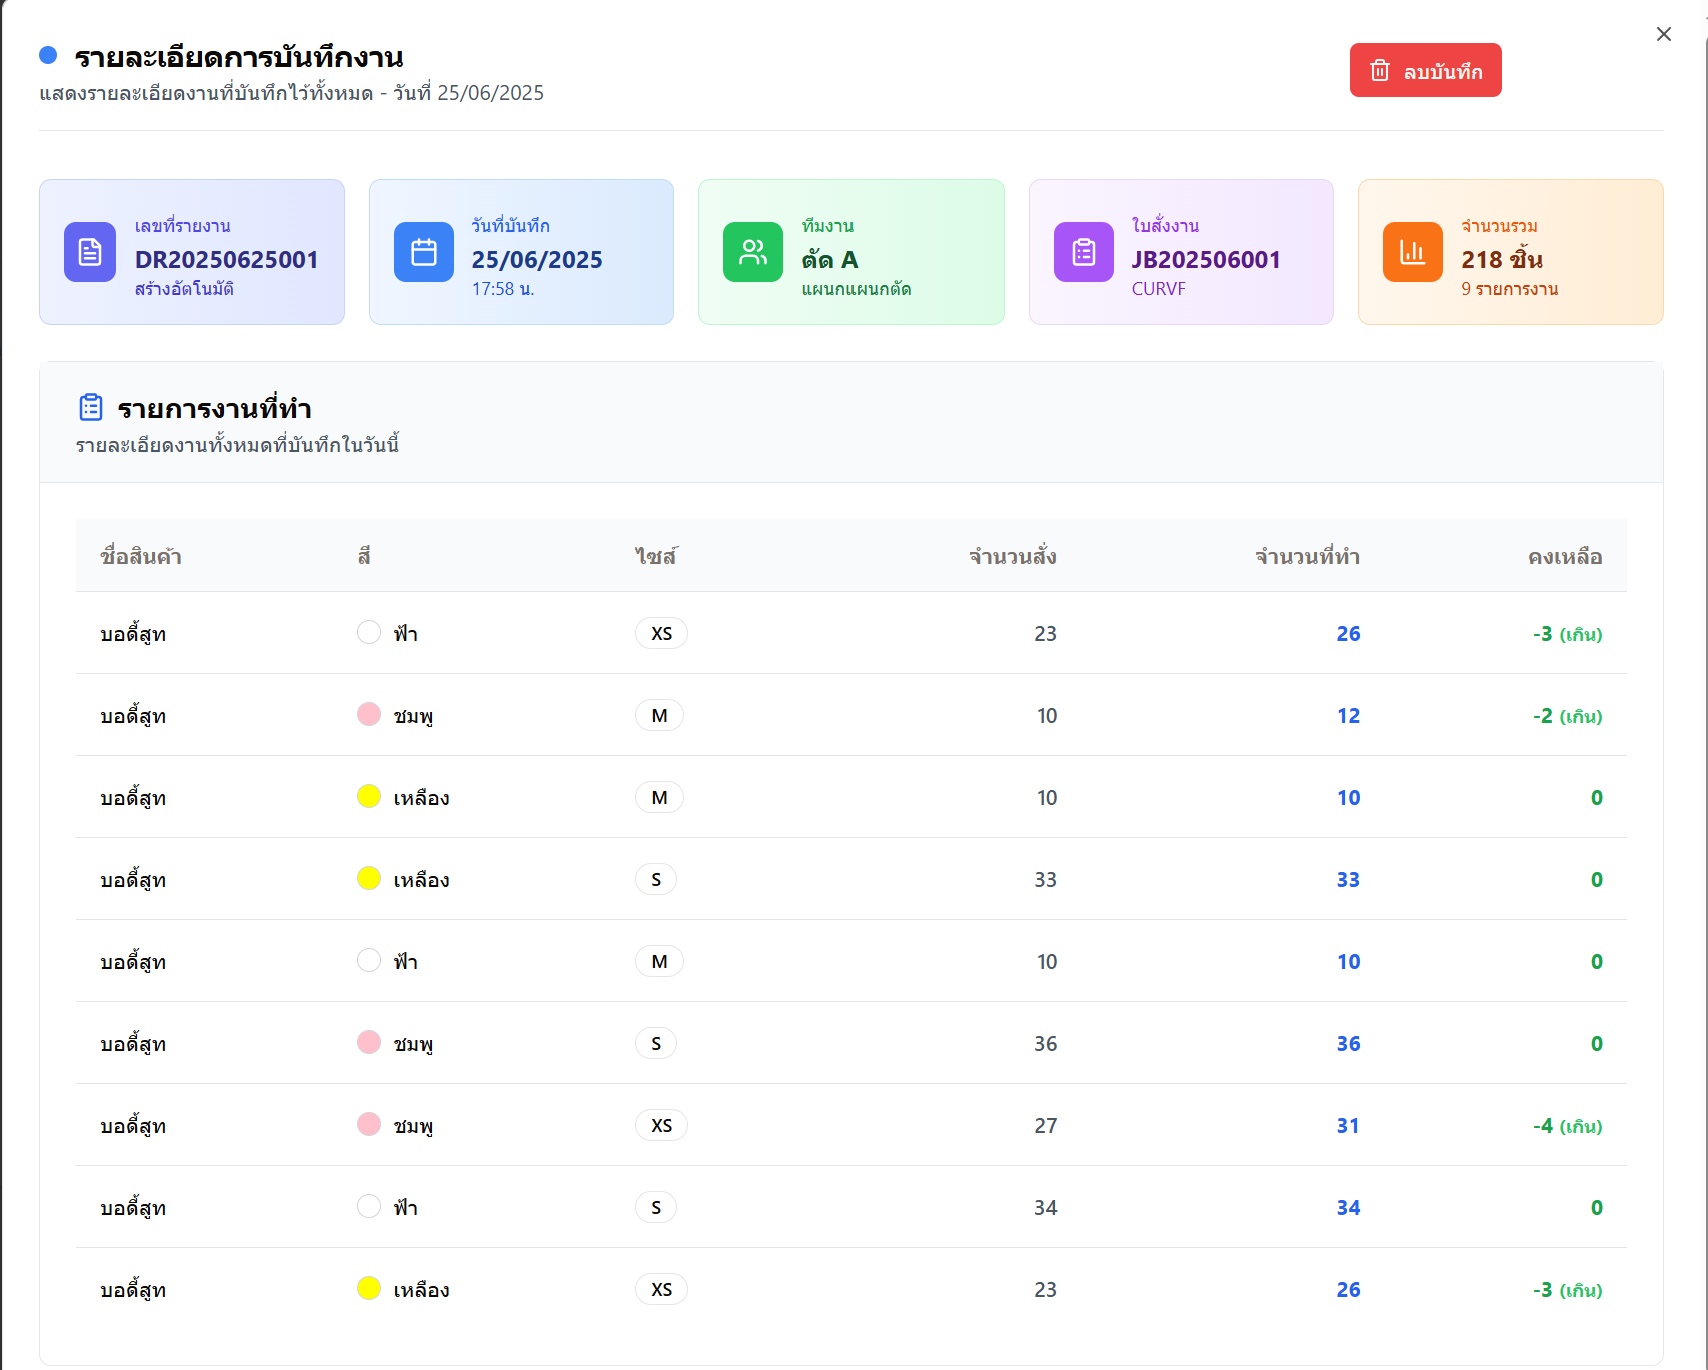 รายละเอียดการบันทึกงาน
แสดงรายละเอียดงานที่บันทึกไว้ทั้งหมด - วันที่ 25/06/2025
ลบบันทึก
เลขที่รายงาน
DR20250625001
สร้างอัตโนมัติ
วันที่บันทึก
25/06/2025
17:58 น.
ทีมงาน
ตัด A
แผนกแผนกตัด
ใบสั่งงาน
JB202506001
CURVF
จำนวนรวม
218 ชิ้น
9 รายการงาน
รายการงานที่ทำ
รายละเอียดงานทั้งหมดที่บันทึกในวันนี้
ชื่อสินค้า สี ไซส์ จำนวนสั่ง จำนวนที่ทำ คงเหลือ
บอดี้สูท ฟ้า XS 23 26 -3 (เกิน)
บอดี้สูท ชมพู M 10 12 -2 (เกิน)
บอดี้สูท เหลือง M 10 10 0
บอดี้สูท เหลือง S 33 33 0
บอดี้สูท ฟ้า M 10 10 0
บอดี้สูท ชมพู S 36 36 0
บอดี้สูท ชมพู XS 27 31 -4 (เกิน)
บอดี้สูท ฟ้า S 34 34 0
บอดี้สูท เหลือง XS 23 26 -3 (เกิน)